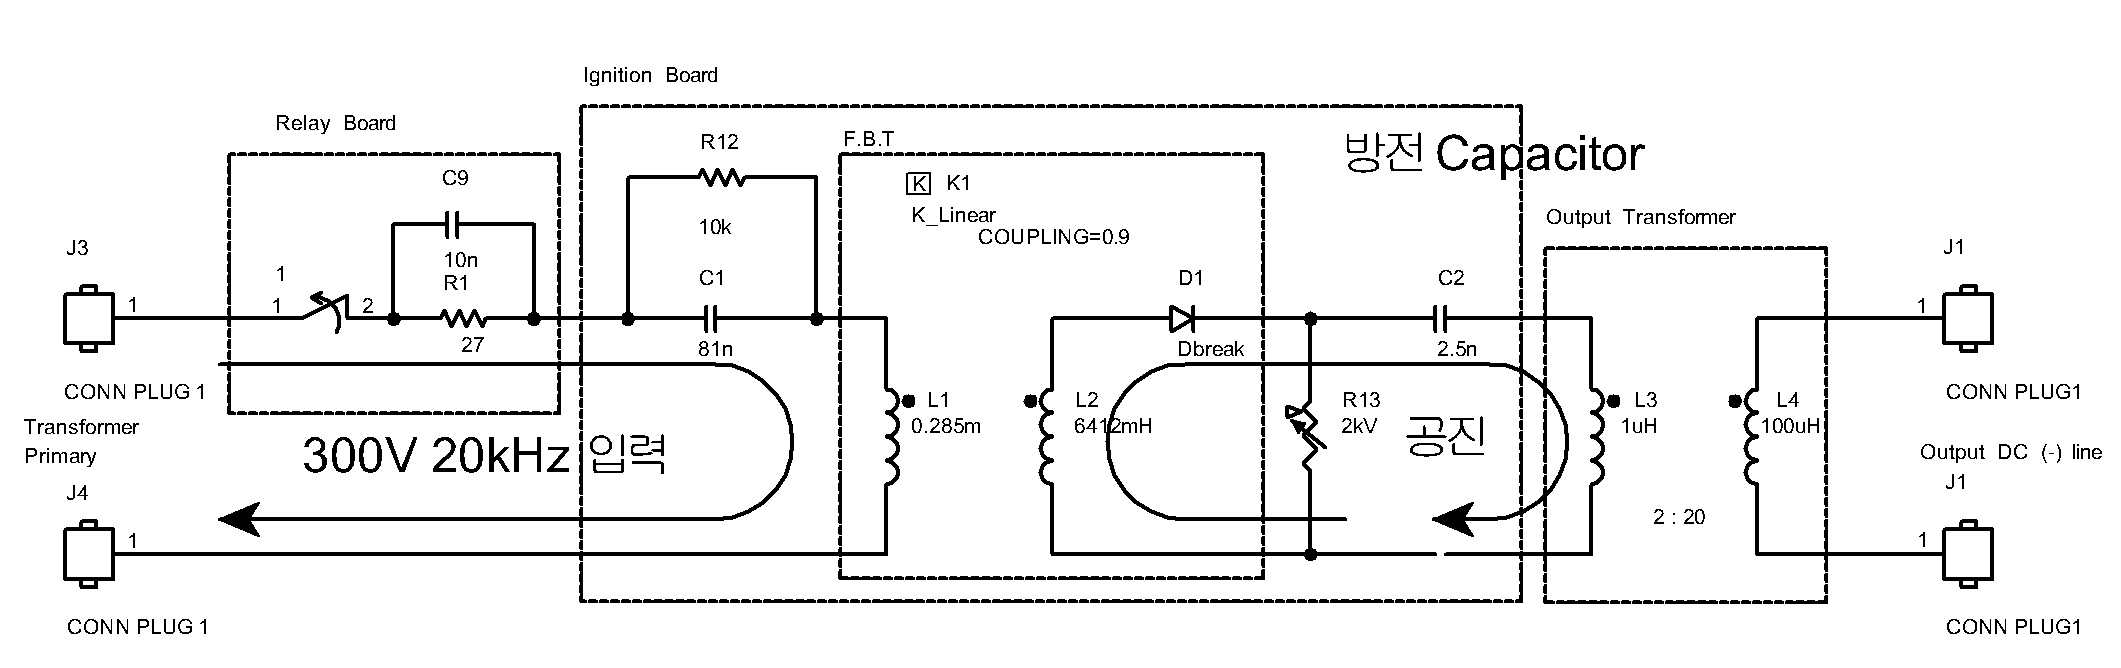 Ignition Board
Relay Board
R12
F.B.T
방전 Capacitor
C9
K K1
K_Linear
COUPLING=0.9
Output Transformer
10k
J3
10n
R1
C1
D1
C2
J1
1
1
1
2
1
27
81n
Dbreak
2.5n
CONN PLUG 1
CONN PLUG1
L1
0.285m
L2
6412mH
R13
2kV
L3
1uH
L4
100uH
Transformer
Primary
300V 20kHz 입력
공진
Output DC (-) line
J4
J1
2 : 20
1
1
CONN PLUG 1
CONN PLUG1